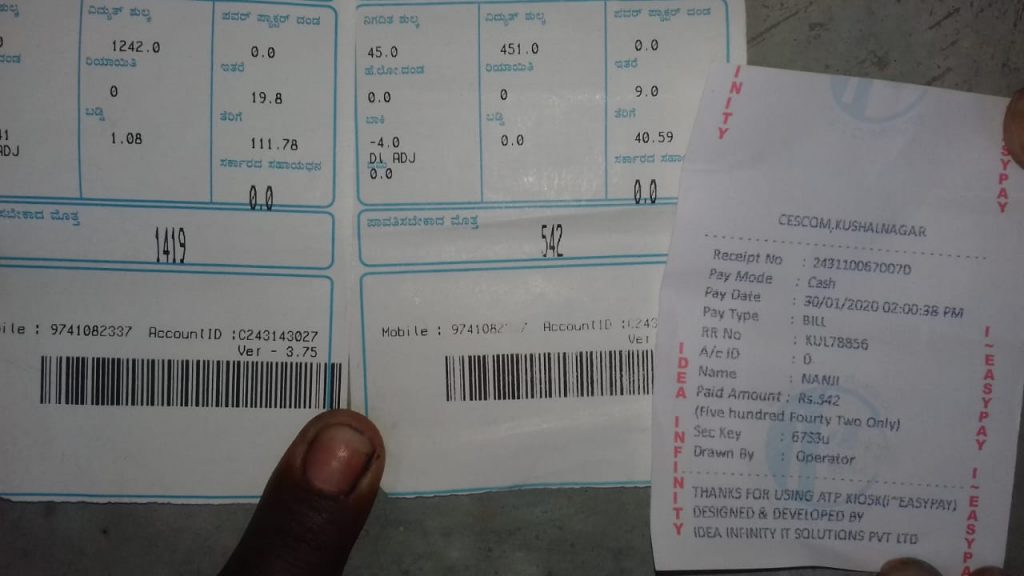 ವಿದ್ಯುತ್ ಶುಲ್ಕ
ಪವರ್ ಫ್ಯಾಕ್ಟರ್ ದಂಡ
1242.0
0.0
ರಿಯಾಯಿತಿ
ಇತರೆ
0
19.8
ಬಡ್ಡಿ
ತೆರಿಗೆ
1.08
111.78
ADJ
ಸರ್ಕಾರದ ಸಹಾಯಧನ
0.0
ಮೊತ್ತ
1419
9741082337 AccountID :C243143027
Ver - 3.75
ನಿಗದಿತ ಶುಲ್ಕ
ವಿದ್ಯುತ್ ಶುಲ್ಕ
ಪವರ್ ಫ್ಯಾಕ್ಟರ್ ದಂಡ
45.0
451.0
0.0
ಹೆ.ಲೋ.ದಂಡ
ರಿಯಾಯಿತಿ
ಇತರೆ
0.0
0
9.0
ಬಾಕಿ
ಬಡ್ಡಿ
ತೆರಿಗೆ
-4.0
0.0
40.59
DL ADJ
ಸರ್ಕಾರದ
0.0
0.0
ಪಾವತಿಸಬೇಕಾದ ಮೊತ್ತ
542
Mobile : AccountID
Ver
CESCOM,KUSHALNAGAR
Receipt No : 243110067007D
Pay Mode : Cash
Pay Date : 30/01/2020 02:00:38 PM
Pay Type : BILL
RR No : KUL78856
A/c ID : 0
Name : NANJI
Paid Amount : Rs.542
(Five hundred Fourty Two Only)
Sec Key : 67S3u
Drawn By : Operator
THANKS FOR USING ATP KIOSK(I~EASYPAY)
DESIGNED & DEVELOPED BY
IDEA INFINITY IT SOLUTIONS PVT LTD
IDEA INFINITY
I~EASYPAY